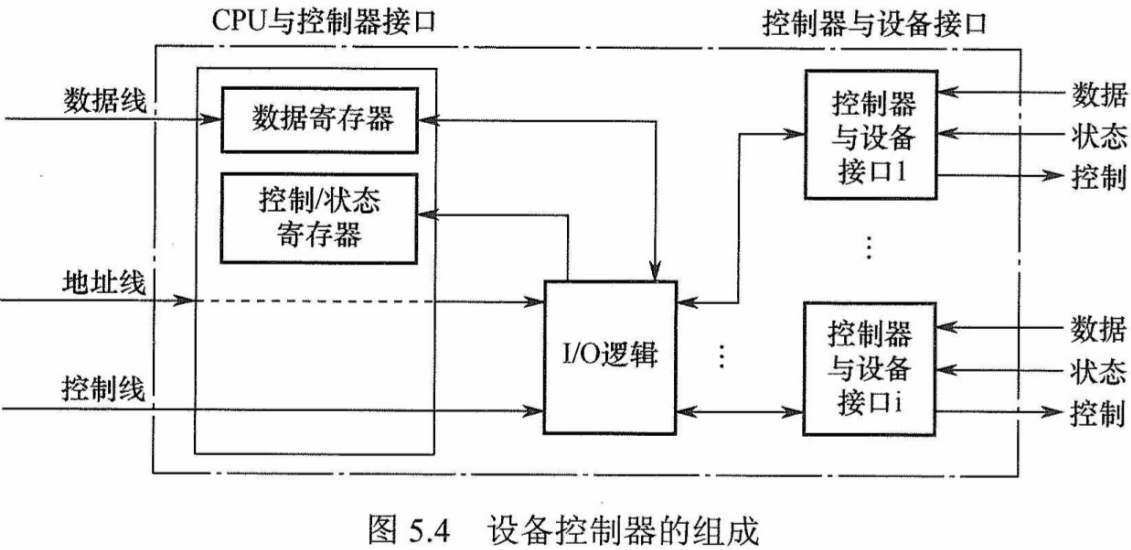 CPU与控制器接口
控制器与设备接口
数据线
数据寄存器
控制/状态
寄存器
地址线
控制线
I/O逻辑
⋮
控制器
与设备
接口1
数据
状态
控制
⋮
控制器
与设备
接口i
数据
状态
控制
图 5.4 设备控制器的组成